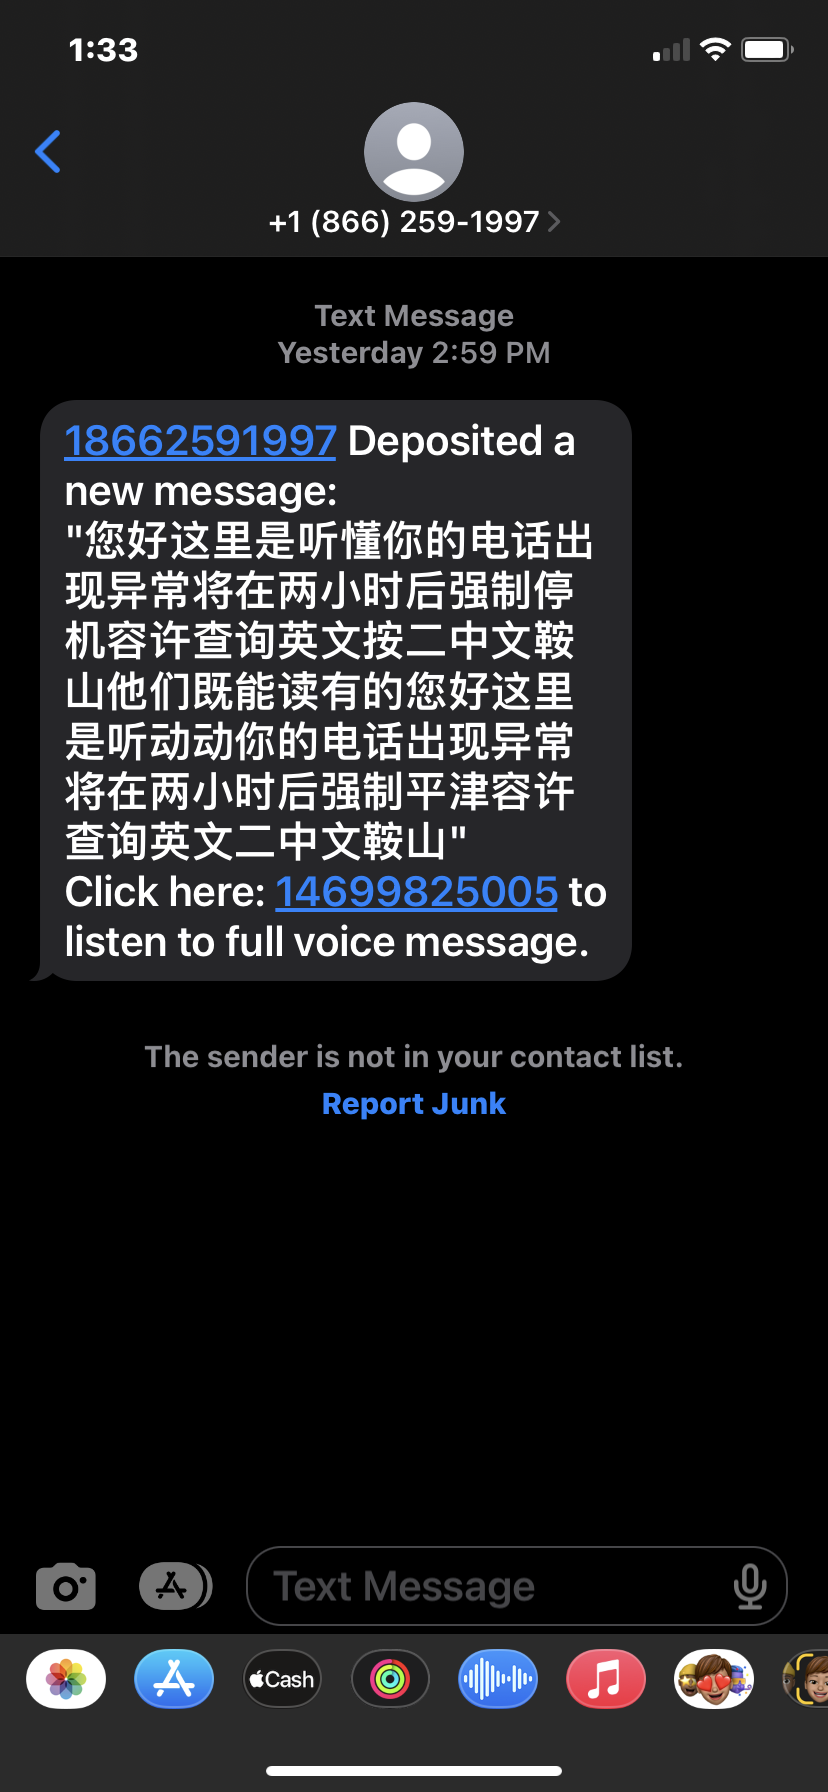 1:33
+1 (866) 259-1997
Text Message
Yesterday 2:59 PM
18662591997 Deposited a
new message:
"您好这里是听懂你的电话出
现异常将在两小时后强制停
机容许查询英文按二中文鞍
山他们既能读有的您好这里
是听动动你的电话出现异常
将在两小时后强制平津容许
查询英文二中文鞍山"
Click here: 14699825005 to
listen to full voice message.
The sender is not in your contact list.
Report Junk
Text Message
Cash